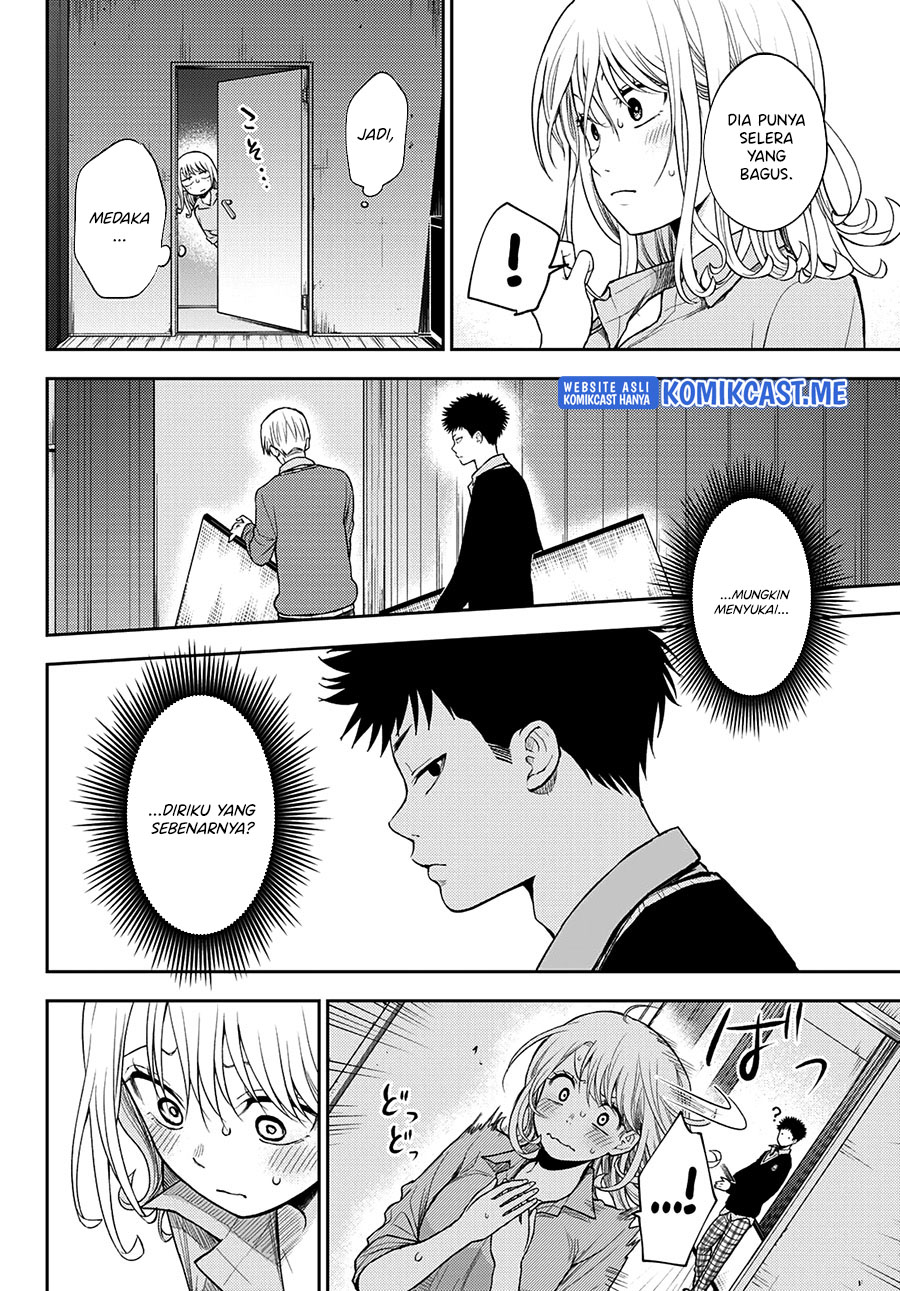 DIA PUNYA
SELERA
YANG
BAGUS.
!
JADI,
こそ…
MEDAKA
...
WEBSITE ASLI
KOMIKCAST HANYA
KOMIKCAST.ME
...MUNGKIN
MENYUKAI...
...DIRIKU YANG
SEBENARNYA?
ばっ
?
....!
どっ
どっ